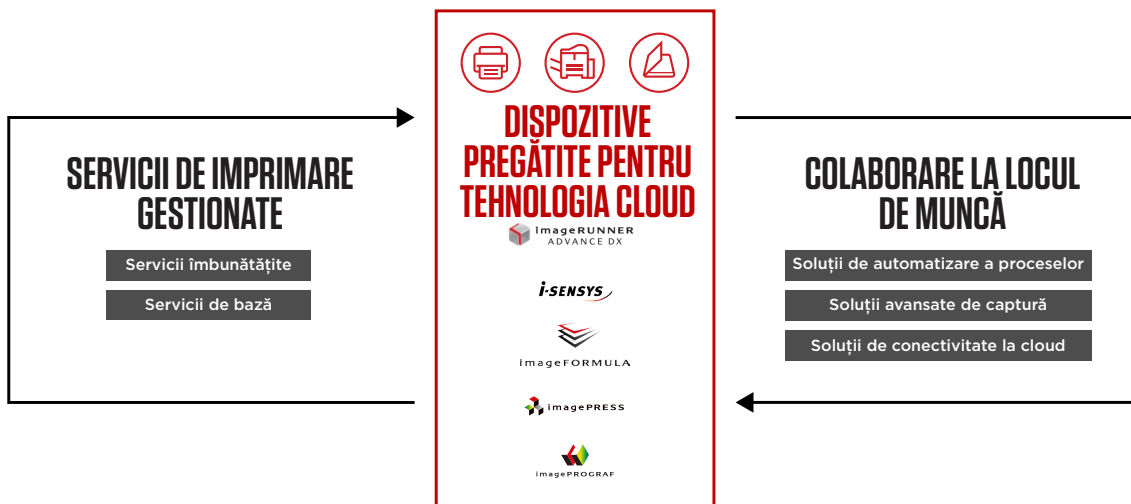 SERVICII DE IMPRIMARE
GESTIONATE
Servicii îmbunătățite
Servicii de bază
DISPOZITIVE
PREGĂTITE PENTRU
TEHNOLOGIA CLOUD
imageRUNNER
ADVANCE DX
i-SENSYS
imageFORMULA
imagePRESS
imagePROGRAF
COLABORARE LA LOCUL
DE MUNCĂ
Soluții de automatizare a proceselor
Soluții avansate de captură
Soluții de conectivitate la cloud